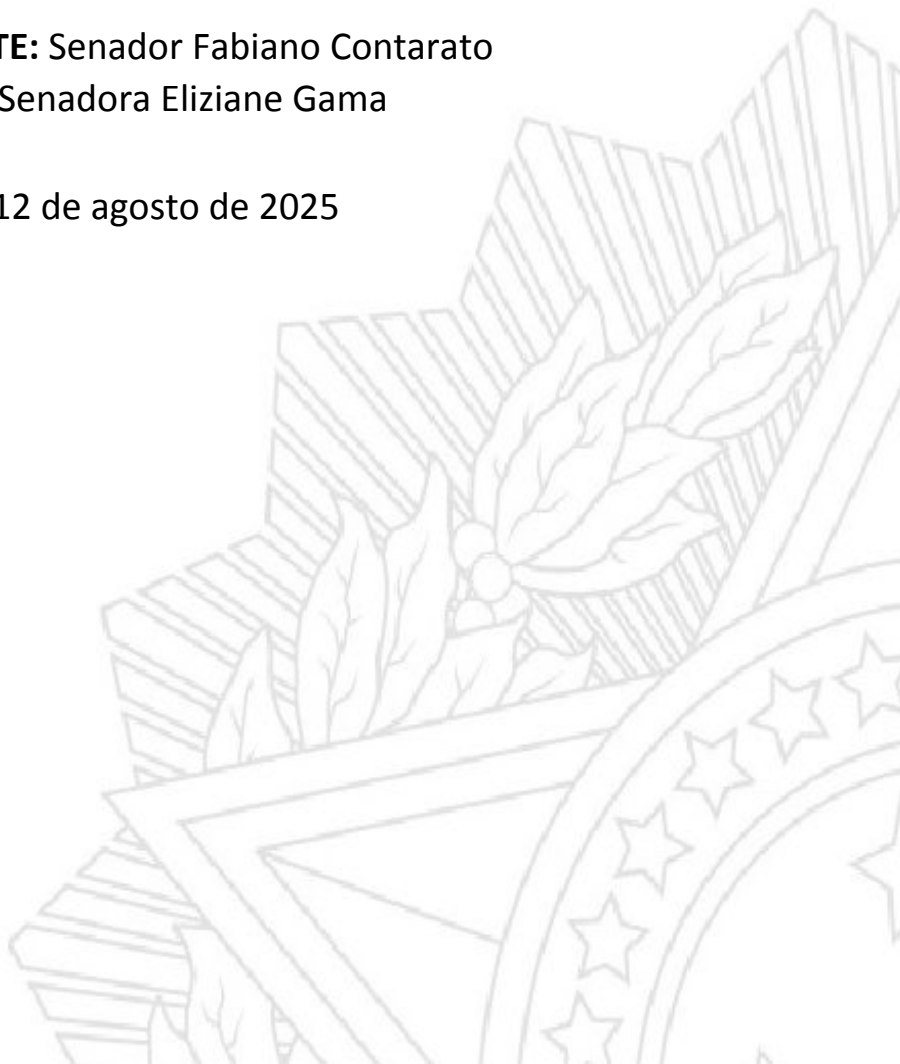 TE: Senador Fabiano Contarato
Senadora Eliziane Gama
12 de agosto de 2025